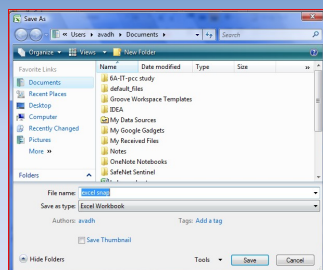 Save As
« Users ▸ avadh ▸ Documents ▸ Search
Organize Views New Folder
Favorite Links
Documents
Recent Places
Desktop
Computer
Recently Changed
Pictures
More »
Folders
Name Date modified Type Size »
6A-IT-pcc study
default_files
Groove Workspace Templates
IDEA
My Data Sources
My Google Gadgets
My Received Files
Notes
OneNote Notebooks
SafeNet Sentinel
File name: excel snap
Save as type: Excel Workbook
Authors: avadh Tags: Add a tag
Save Thumbnail
Hide Folders Tools Save Cancel